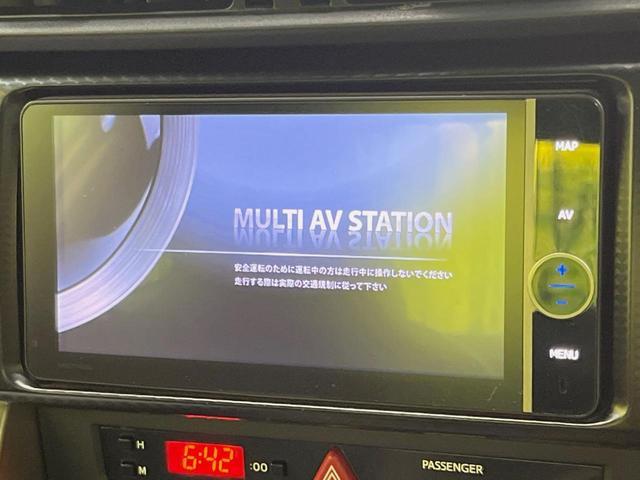 MAP
MULTI AV STATION
AV
安全運転のために運転中の方は走行中に操作しないでください
走行する際は実際の交通規制に従って下さい
+
-
MENU
H
M
6:42
:00
PASSENGER